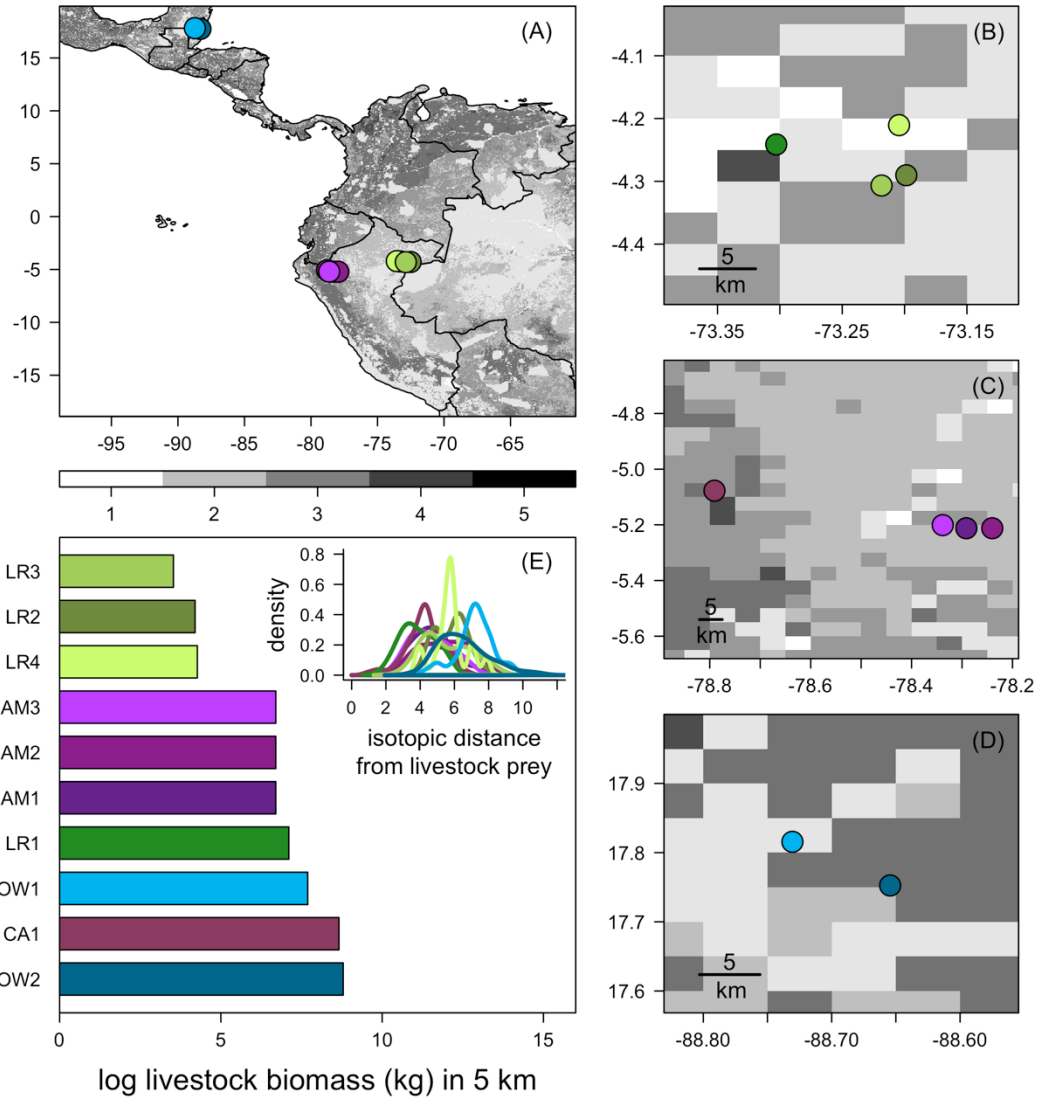 (A)
15
10
5
0
-5
-10
-15
-95 -90 -85 -80 -75 -70 -65
1 2 3 4 5
(B)
-4.1
-4.2
-4.3
-4.4
5
km
-73.35 -73.25 -73.15
(C)
-4.8
-5.0
-5.2
-5.4
-5.6
5
km
-78.8 -78.6 -78.4 -78.2
(D)
17.9
17.8
17.7
17.6
5
km
-88.80 -88.70 -88.60
(E)
LR3
LR2
LR4
AM3
AM2
AM1
LR1
OW1
CA1
OW2
0 5 10 15
log livestock biomass (kg) in 5 km
density
0.8
0.6
0.4
0.2
0.0
0 2 4 6 8 10
isotopic distance
from livestock prey